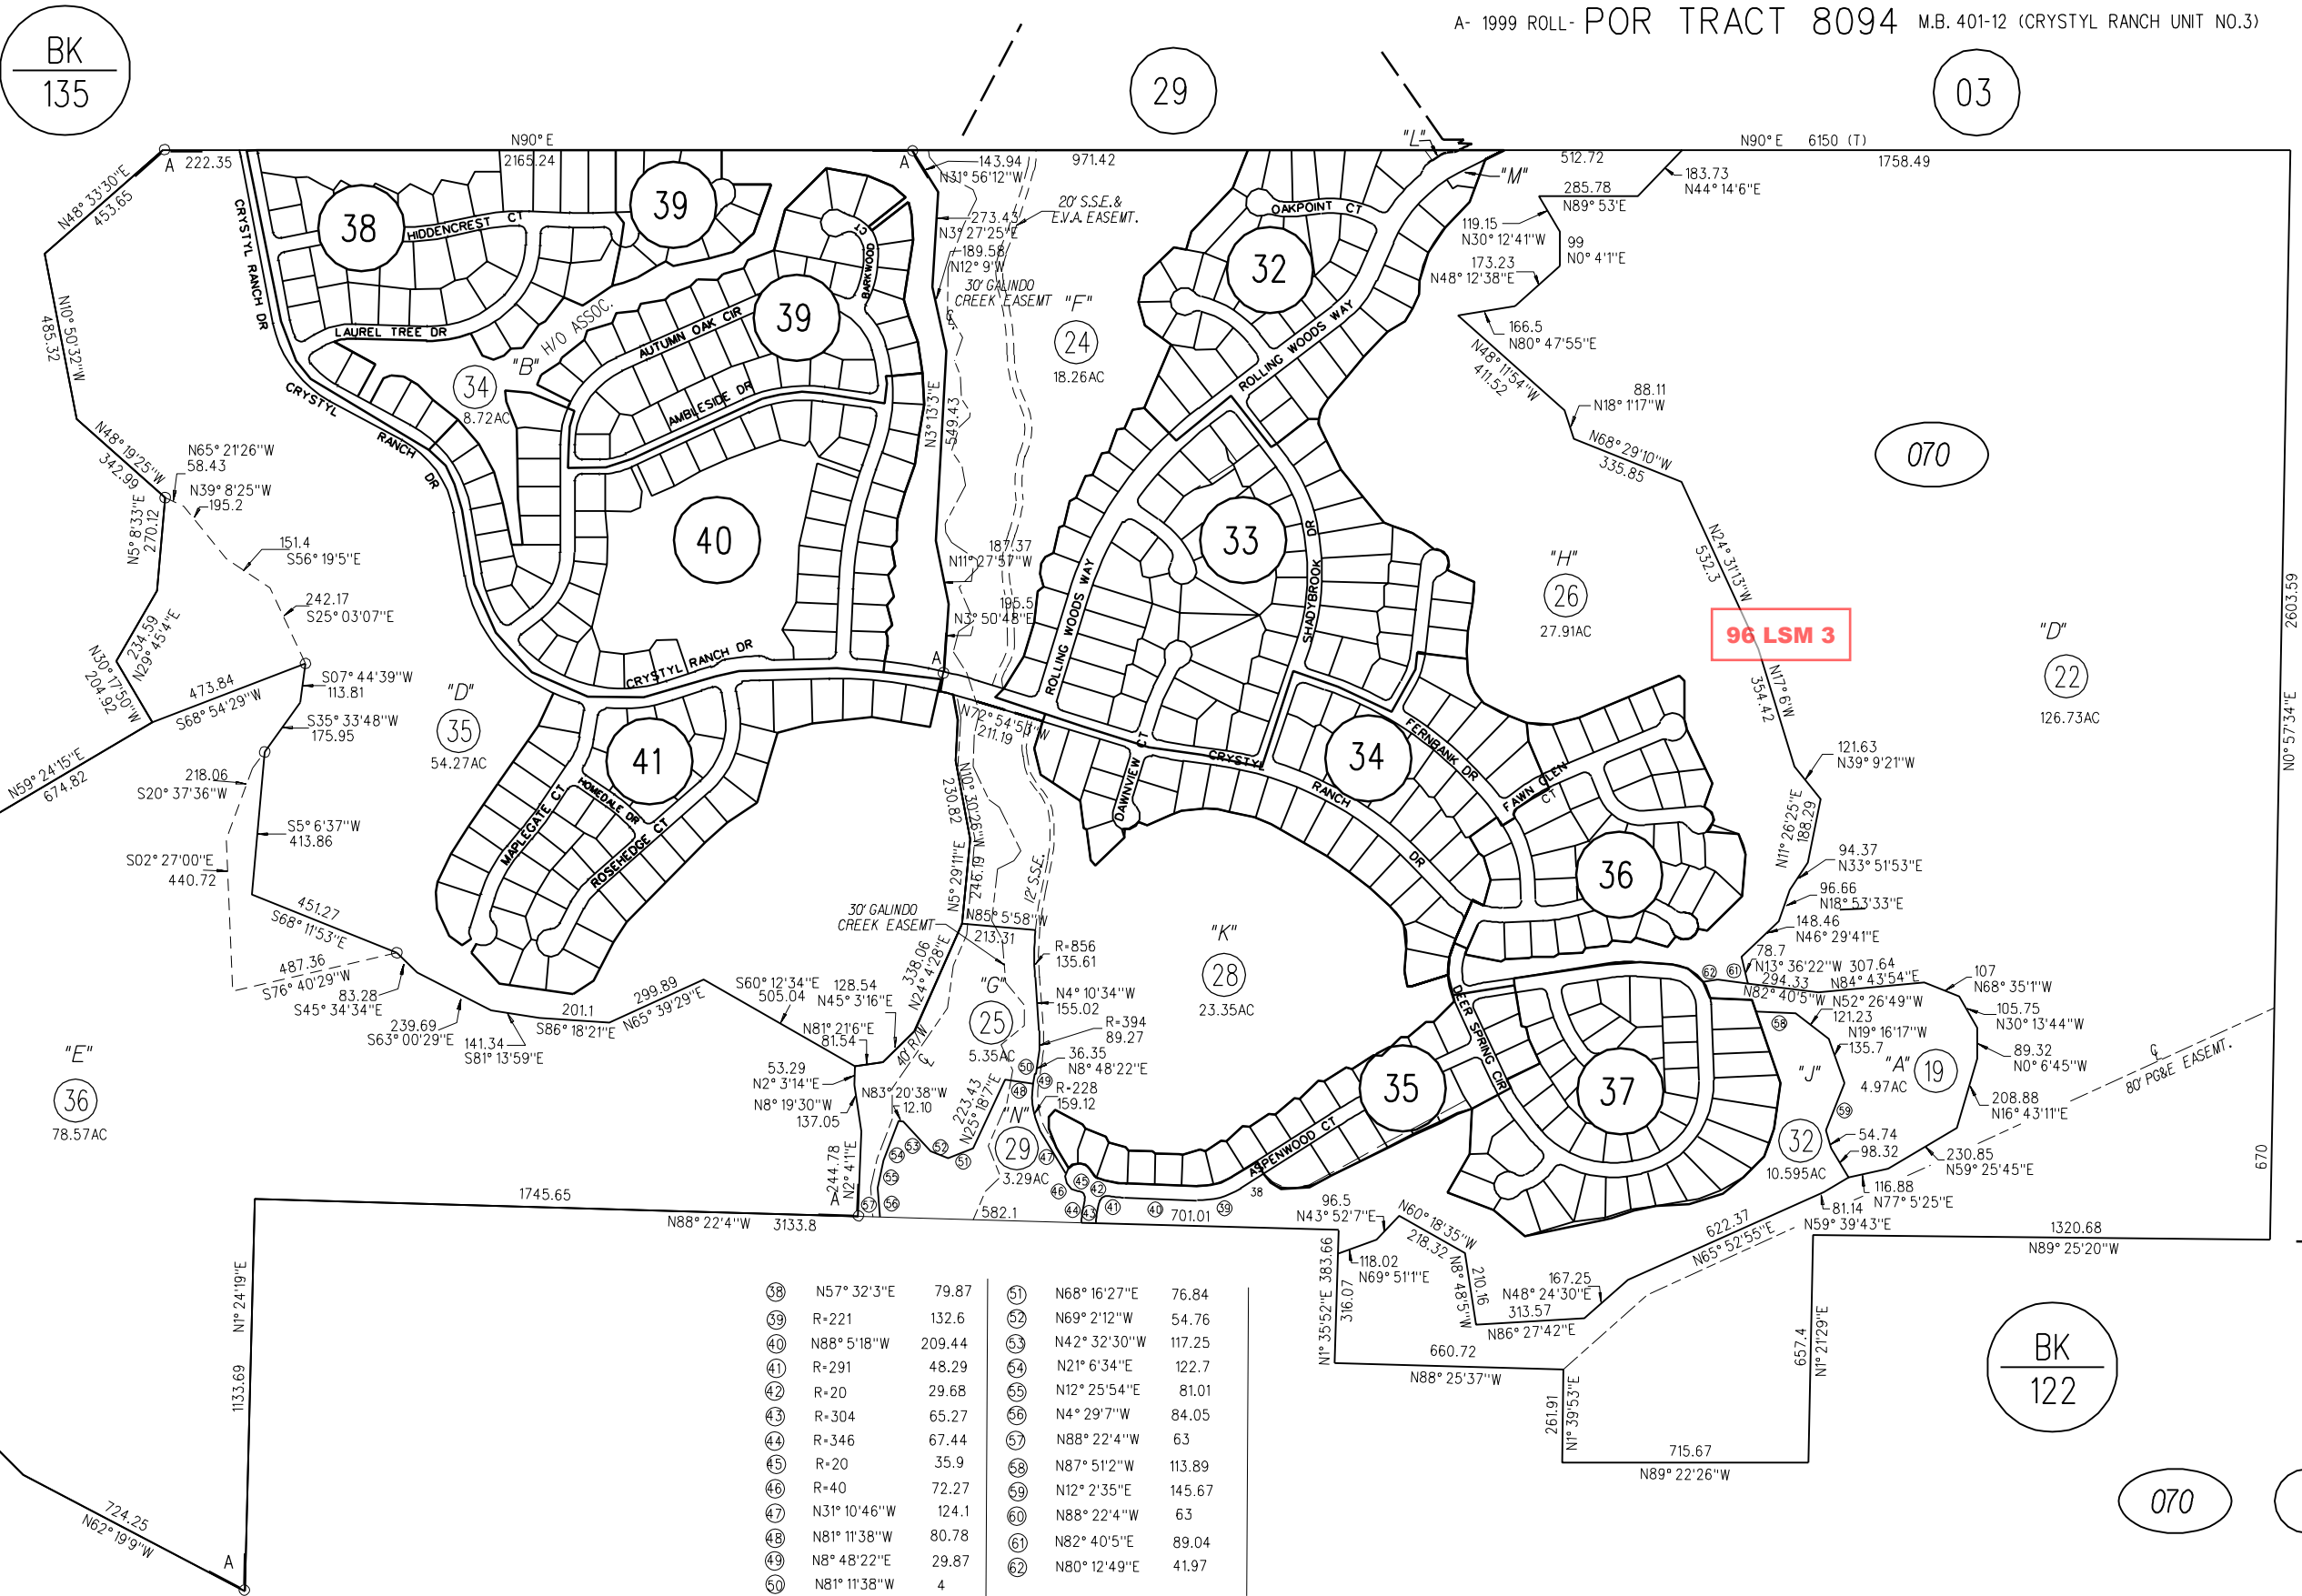 A- 1999 ROLL- POR TRACT 8094 M.B. 401-12 (CRYSTYL RANCH UNIT NO.3)
BK
135
29
03
N90° E
2165.24
A
222.35
A
143.94
N31° 56'12"W
971.42
"L"
"M"
512.72
N90° E 6150 (T)
1758.49
183.73
N44° 14'6"E
285.78
N89° 53'E
N48° 33'30"E
453.65
CRYSTYL RANCH DR
38
HIDDENCREST CT
39
CT
BARKWOOD
273.43
N3° 27'25"E
20' S.S.E.&
E.V.A. EASEMT.
189.58
N12° 9'W
30' GALINDO
CREEK EASEMT
"F"
24
18.26AC
OAKPOINT CT
32
119.15
N30° 12'41"W
99
N0° 4'1"E
173.23
N48° 12'38"E
166.5
N80° 47'55"E
N10° 50'32"W
485.32
LAUREL TREE DR
"B"
H/O ASSOC.
34
8.72AC
AUTUMN OAK CIR
39
AMBLESIDE DR
CRYSTYL RANCH DR
N3° 13'3"E
549.43
ROLLING WOODS WAY
N48° 11'54"W
411.52
88.11
N18° 1'17"W
N68° 29'10"W
335.85
070
N48° 19'25"W
342.99
N65° 21'26"W
58.43
N39° 8'25"W
195.2
N5° 8'33"E
270.12
151.4
S56° 19'5"E
40
187.37
N11° 27'57"W
33
SHADYBROOK DR
ROLLING WOODS WAY
"H"
26
27.91AC
N24° 31'13"W
532.3
96 LSM 3
"D"
22
126.73AC
2603.59
N0° 57'34"E
242.17
S25° 03'07"E
234.59
N29° 45'4"E
N30° 17'50"W
204.92
195.5
N3° 50'48"E
A
473.84
S68° 54'29"W
S07° 44'39"W
113.81
S35° 33'48"W
175.95
"D"
35
54.27AC
CRYSTYL RANCH DR
N17° 6'W
354.42
N59° 24'15"E
674.82
218.06
S20° 37'36"W
41
HOMEDALE DR
MAPLEGATE CT
ROSEHEDGE CT
N72° 54'53"W
211.19
DAWNVIEW CT
CRYSTYL
RANCH
DR
34
FERNBANK DR
FAWN GLEN
CT
121.63
N39° 9'21"W
N11° 26'25"E
188.29
S5° 6'37"W
413.86
S02° 27'00"E
440.72
230.82
N5° 29'11"E
N10° 30'26"W
246.19
12' S.S.E.
36
94.37
N33° 51'53"E
96.66
N18° 53'33"E
148.46
N46° 29'41"E
451.27
S68° 11'53"E
30' GALINDO
CREEK EASEMT
N85° 5'58"W
213.31
"K"
28
23.35AC
R=856
135.61
78.7
N13° 36'22"W
307.64
N84° 43'54"E
62
61
294.33
N82° 40'5"W
107
N68° 35'1"W
487.36
S76° 40'29"W
83.28
S45° 34'34"E
239.69
S63° 00'29"E
141.34
S81° 13'59"E
201.1
S86° 18'21"E
299.89
N65° 39'29"E
S60° 12'34"E
505.04
128.54
N45° 3'16"E
338.06
N24° 4'28"E
N81° 21'6"E
81.54
40' R/W
"G"
25
5.35AC
N4° 10'34"W
155.02
R=394
89.27
36.35
N8° 48'22"E
DEER SPRING CIR
N52° 26'49"W
121.23
58
N19° 16'17"W
135.7
105.75
N30° 13'44"W
89.32
N0° 6'45"W
"E"
36
78.57AC
53.29
N2° 3'14"E
N8° 19'30"W
137.05
N83° 20'38"W
12.10
223.43
N25° 18'7"E
50
49
48
R=228
159.12
"N"
29
3.29AC
35
37
"J"
"A"
19
4.97AC
59
208.88
N16° 43'11"E
80' PG&E EASEMT.
32
10.595AC
54.74
98.32
230.85
N59° 25'45"E
116.88
N77° 5'25"E
244.78
N2° 4'1"E
A
57
56
55
54
53
52
51
47
46
45
44
43
42
41
40
39
38
ASPENWOOD CT
1745.65
N88° 22'4"W 3133.8
582.1
701.01
96.5
N43° 52'7"E
N60° 18'35"W
218.32
622.37
N65° 52'55"E
81.14
N59° 39'43"E
670
1320.68
N89° 25'20"W
N1° 24'19"E
1133.69
118.02
N69° 51'1"E
N1° 35'52"E 383.66
316.07
210.16
N8° 48'5"W
167.25
N48° 24'30"E
313.57
N86° 27'42"E
660.72
N88° 25'37"W
657.4
N1° 21'29"E
261.91
N1° 39'53"E
715.67
N89° 22'26"W
BK
122
070
724.25
N62° 19'9"W
A
38 N57° 32'3"E 79.87
39 R=221 132.6
40 N88° 5'18"W 209.44
41 R=291 48.29
42 R=20 29.68
43 R=304 65.27
44 R=346 67.44
45 R=20 35.9
46 R=40 72.27
47 N31° 10'46"W 124.1
48 N81° 11'38"W 80.78
49 N8° 48'22"E 29.87
50 N81° 11'38"W 4
51 N68° 16'27"E 76.84
52 N69° 2'12"W 54.76
53 N42° 32'30"W 117.25
54 N21° 6'34"E 122.7
55 N12° 25'54"E 81.01
56 N4° 29'7"W 84.05
57 N88° 22'4"W 63
58 N87° 51'2"W 113.89
59 N12° 2'35"E 145.67
60 N88° 22'4"W 63
61 N82° 40'5"E 89.04
62 N80° 12'49"E 41.97